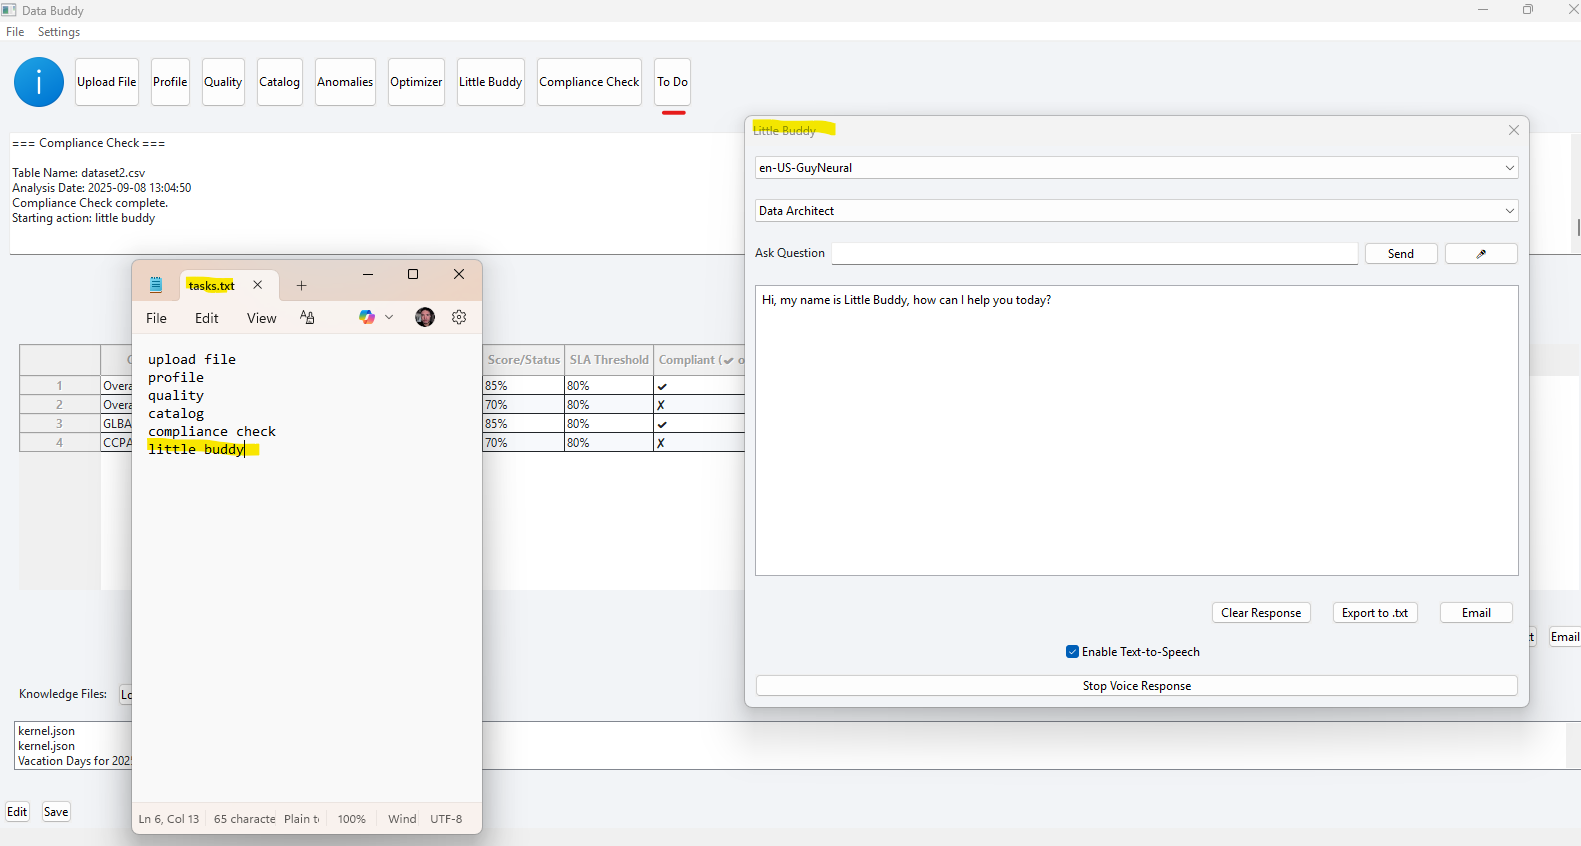 Data Buddy
File Settings
Upload File Profile Quality Catalog Anomalies Optimizer Little Buddy Compliance Check To Do
=== Compliance Check ===
Table Name: dataset2.csv
Analysis Date: 2025-09-08 13:04:50
Compliance Check complete.
Starting action: little buddy
Score/Status SLA Threshold Compliant (✔ o
1 Overa 85% 80% ✔
2 Overa 70% 80% ✗
3 GLBA 85% 80% ✔
4 CCPA 70% 80% ✗
Email
Knowledge Files:
kernel.json
kernel.json
Vacation Days for 202
Edit Save
tasks.txt
File Edit View
upload file
profile
quality
catalog
compliance check
little buddy
Ln 6, Col 13 65 characte Plain t 100% Wind UTF-8
Little Buddy
en-US-GuyNeural
Data Architect
Ask Question Send
Hi, my name is Little Buddy, how can I help you today?
Clear Response Export to .txt Email
Enable Text-to-Speech
Stop Voice Response